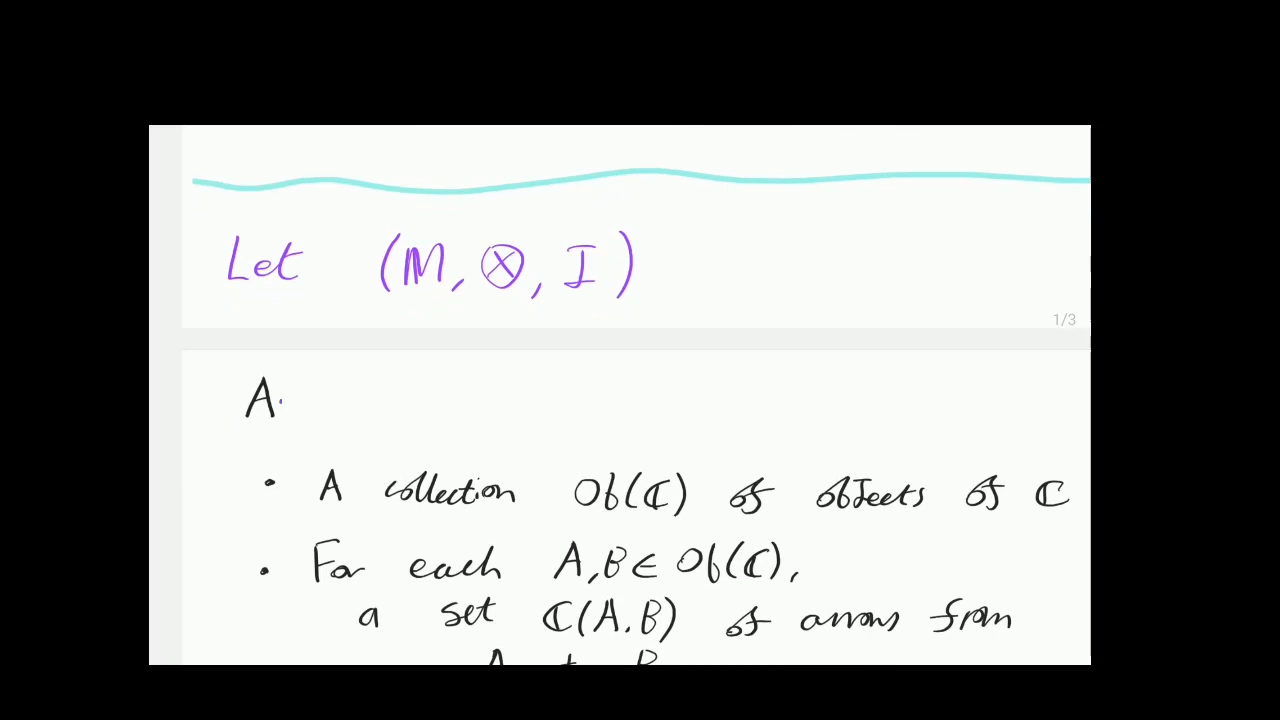 Let (M, ⊗, I)
1/3
A
• A collection Ob(ℂ) of objects of ℂ
• For each A,B ∈ Ob(ℂ),
a set ℂ(A,B) of arrows from